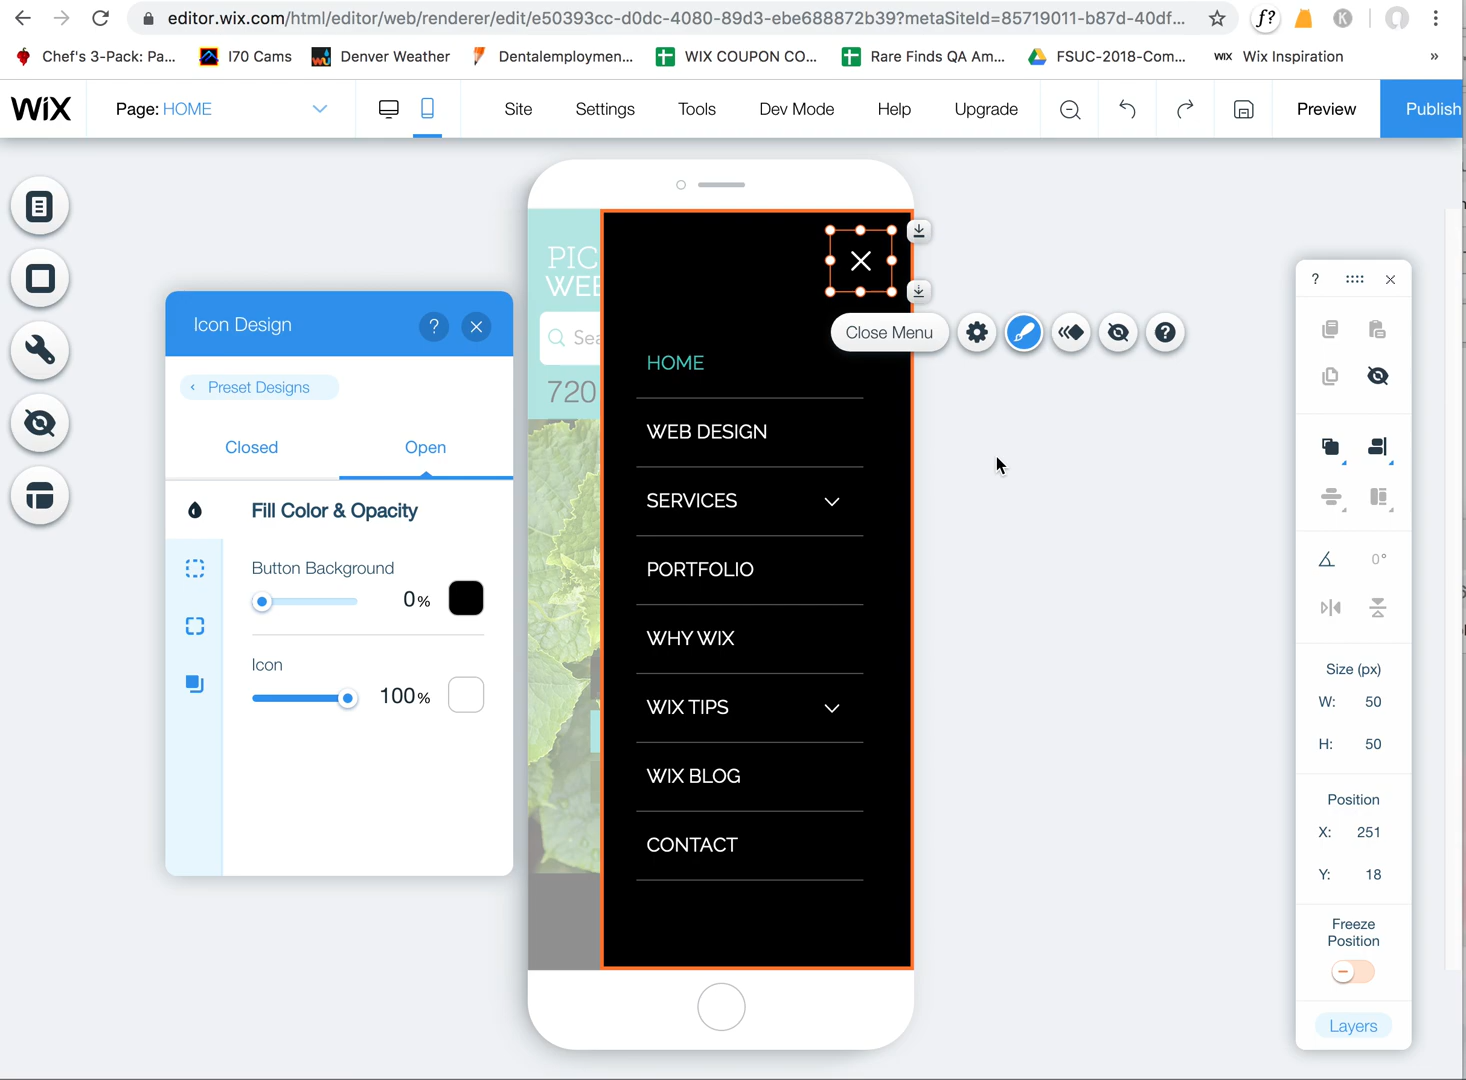 editor.wix.com/html/editor/web/renderer/edit/e50393cc-d0dc-4080-89d3-ebe688872b39?metaSiteId=85719011-b87d-40df...
f?
K
Chef's 3-Pack: Pa...
I70 Cams
Denver Weather
Dentalemploymen...
WIX COUPON CO...
Rare Finds QA Am...
FSUC-2018-Com...
WIX
Wix Inspiration
»
WiX
Page: HOME
Site
Settings
Tools
Dev Mode
Help
Upgrade
Preview
Publish
Icon Design
?
‹ Preset Designs
Closed
Open
Fill Color & Opacity
Button Background
0%
Icon
100%
PIC
WEB
Sea
720
HOME
WEB DESIGN
SERVICES
PORTFOLIO
WHY WIX
WIX TIPS
WIX BLOG
CONTACT
Close Menu
?
?
0°
Size (px)
W: 50
H: 50
Position
X: 251
Y: 18
Freeze
Position
Layers